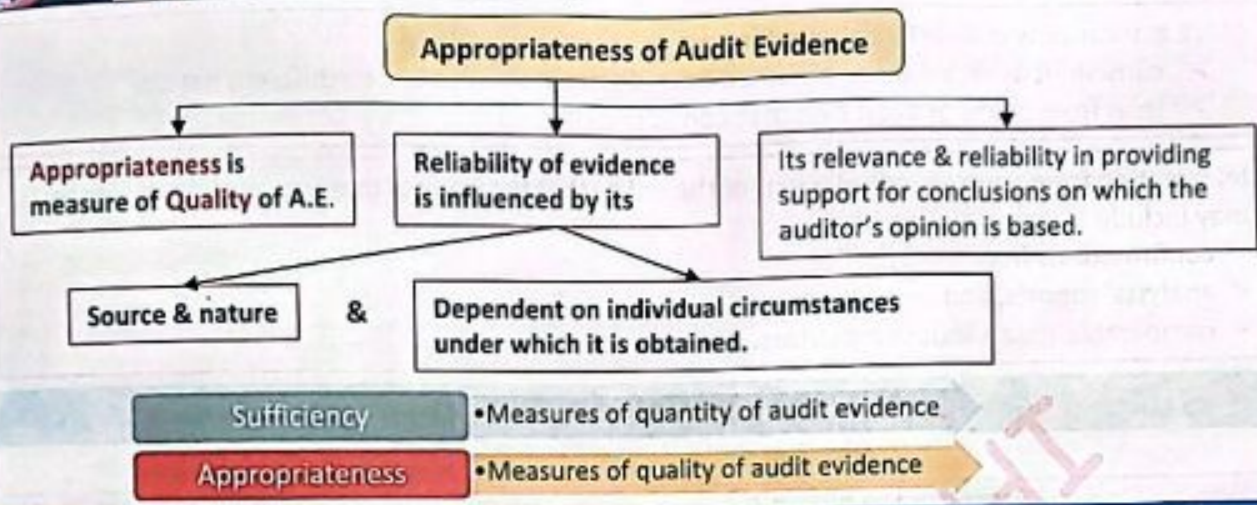 Appropriateness of Audit Evidence
Appropriateness is
measure of Quality of A.E.
Reliability of evidence
is influenced by its
Its relevance & reliability in providing
support for conclusions on which the
auditor's opinion is based.
Source & nature
&
Dependent on individual circumstances
under which it is obtained.
Sufficiency
•Measures of quantity of audit evidence
Appropriateness
•Measures of quality of audit evidence